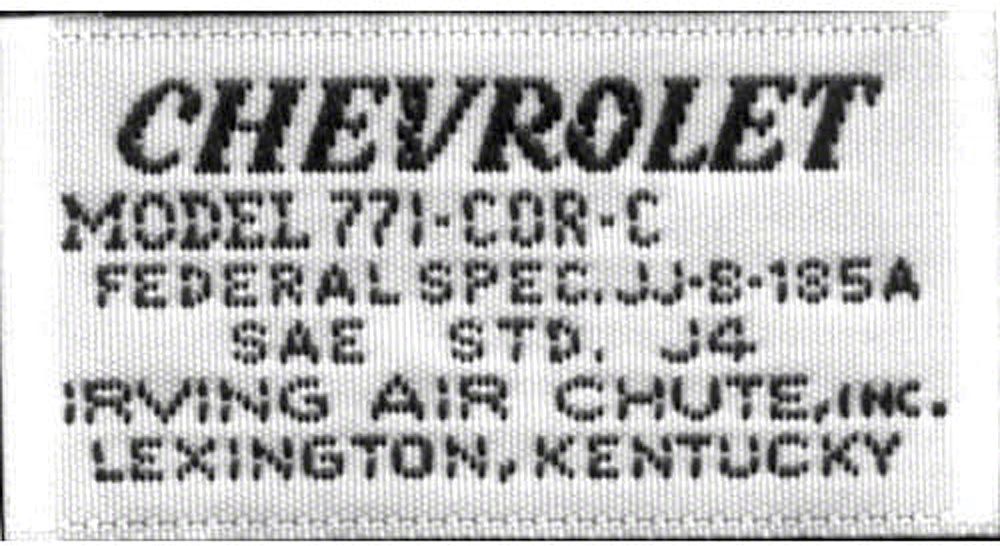 CHEVROLET
MODEL 771-COR-C
FEDERAL SPEC. JJ-B-185A
SAE STD. J4
IRVING AIR CHUTE, INC.
LEXINGTON, KENTUCKY